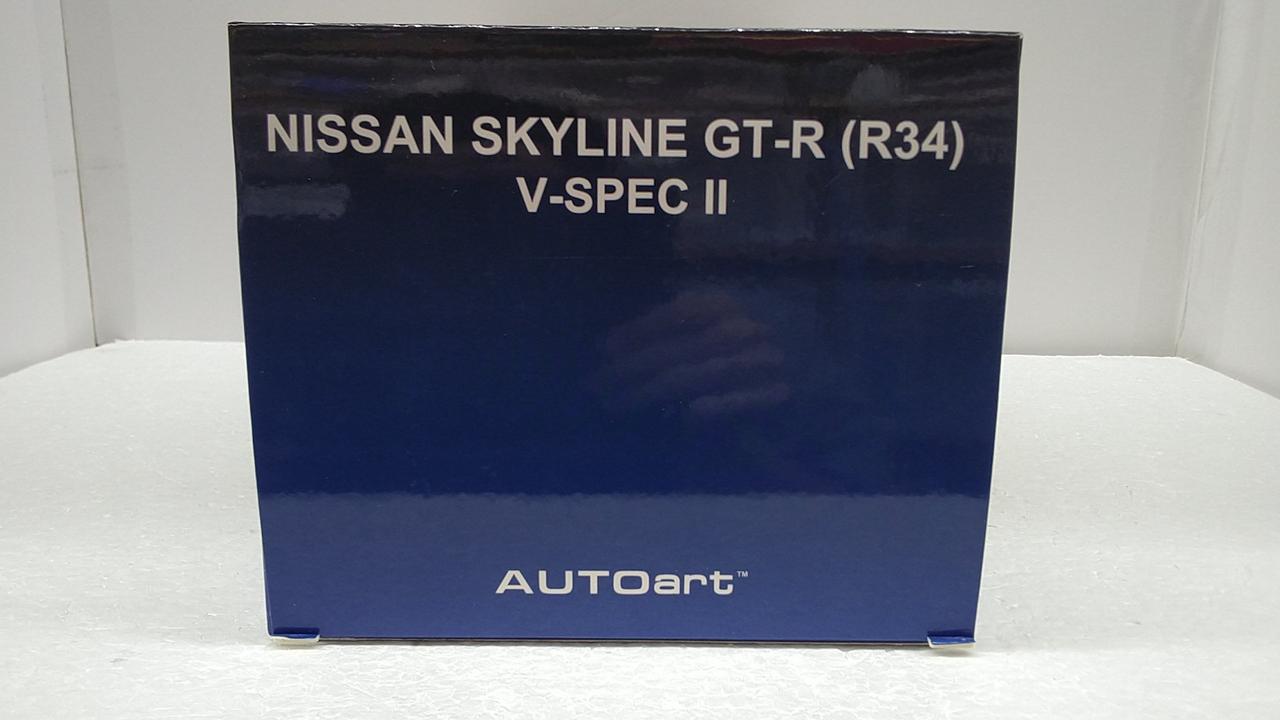 NISSAN SKYLINE GT-R (R34)
V-SPEC II
AUTOart™